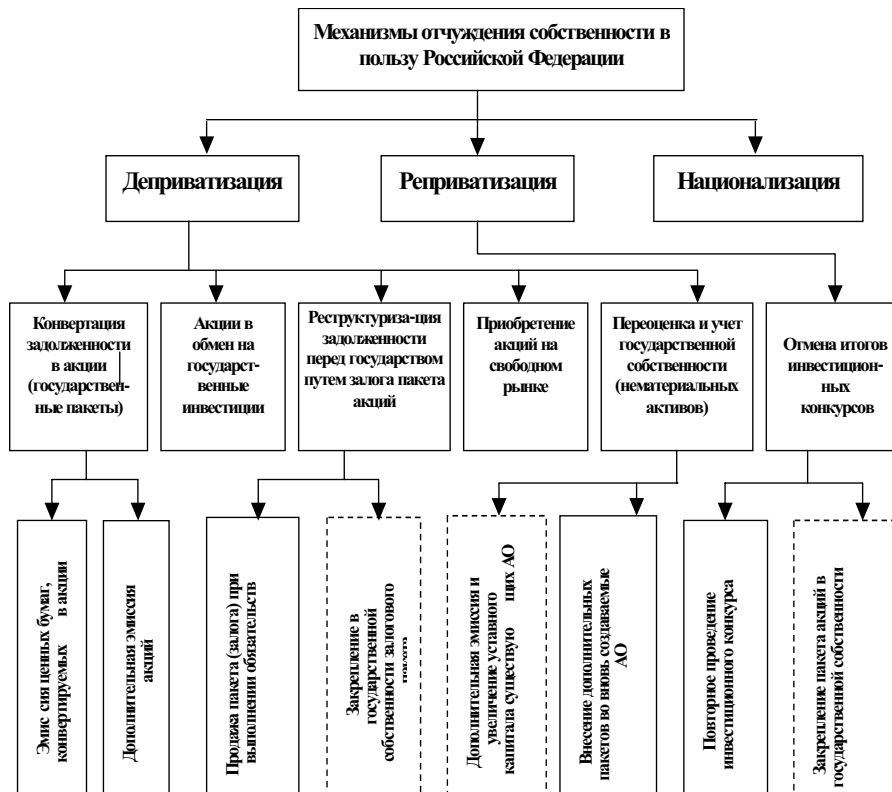 Механизмы отчуждения собственности в
пользу Российской Федерации
Деприватизация
Реприватизация
Национализация
Конвертация
задолженности
в акции
(государствен-
ные пакеты)
Акции в
обмен на
государст-
венные
инвестиции
Реструктуриза-ция
задолженности
перед государством
путем залога пакета
акций
Приобретение
акций на
свободном
рынке
Переоценка и учет
государственной
собственности
(нематериальных
активов)
Отмена итогов
инвестицион-
ных
конкурсов
Эмис сия ценных бумаг,
конвертируемых в акции
Дополнительная эмиссия
акций
Продажа пакета (залога) при
выполнении обязательств
Закрепление в
государственной
собственности залогового
Дополнительная эмиссия и
увеличение уставного
капитала существую щих АО
Внесение дополнительных
пакетов во вновь создаваемые
АО
Повторное проведение
инвестиционного конкурса
Закрепление пакета акций в
государственной собственности